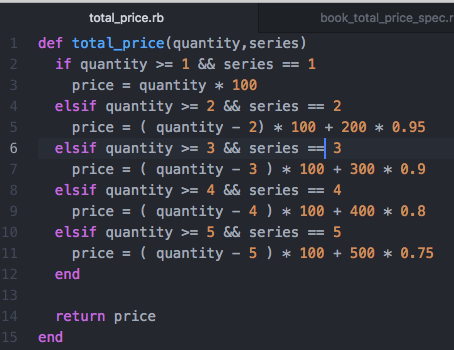 total_price.rb book_total_price_spec.r
1 def total_price(quantity,series)
2 if quantity >= 1 && series == 1
3 price = quantity * 100
4 elsif quantity >= 2 && series == 2
5 price = ( quantity - 2) * 100 + 200 * 0.95
6 elsif quantity >= 3 && series == 3
7 price = ( quantity - 3 ) * 100 + 300 * 0.9
8 elsif quantity >= 4 && series == 4
9 price = ( quantity - 4 ) * 100 + 400 * 0.8
10 elsif quantity >= 5 && series == 5
11 price = ( quantity - 5 ) * 100 + 500 * 0.75
12 end
13
14 return price
15 end